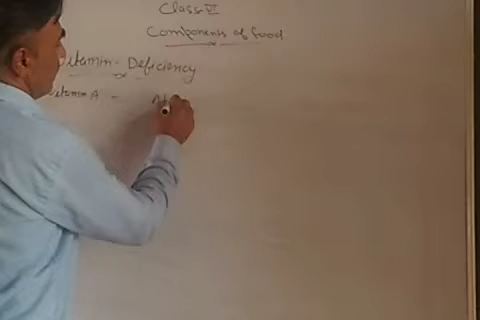 Class-VI
Components of food
Vitamin - Deficiency
Vitamin A -